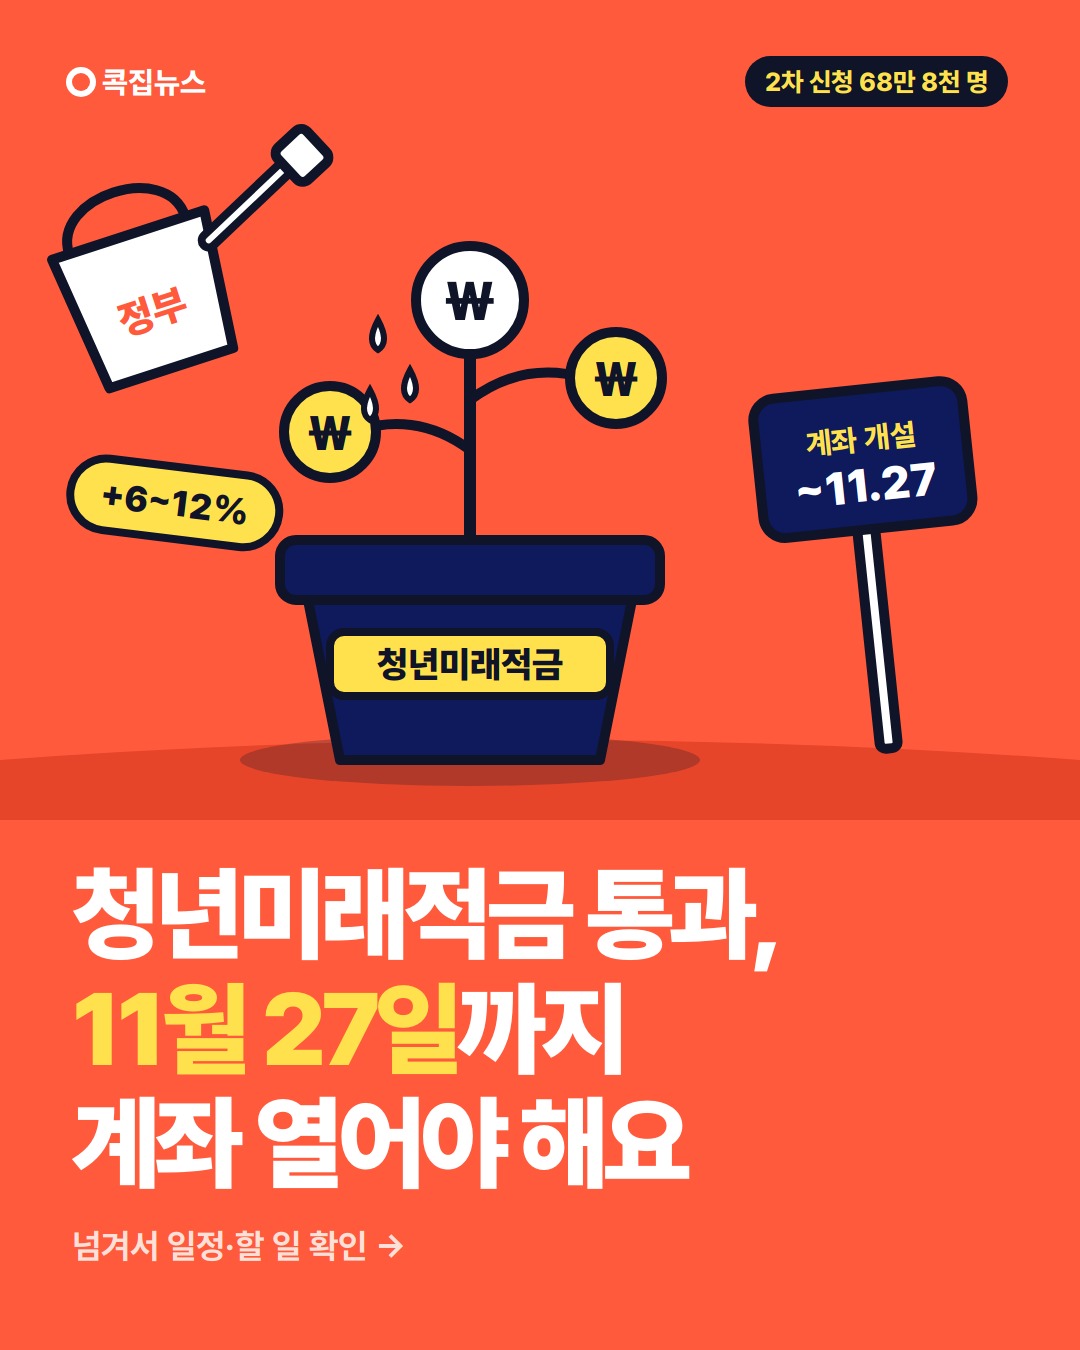 콕집뉴스
2차 신청 68만 8천 명
정부
₩
₩
₩
계좌 개설
~11.27
+6~12%
청년미래적금
청년미래적금 통과,
11월 27일까지
계좌 열어야 해요
넘겨서 일정·할 일 확인 →